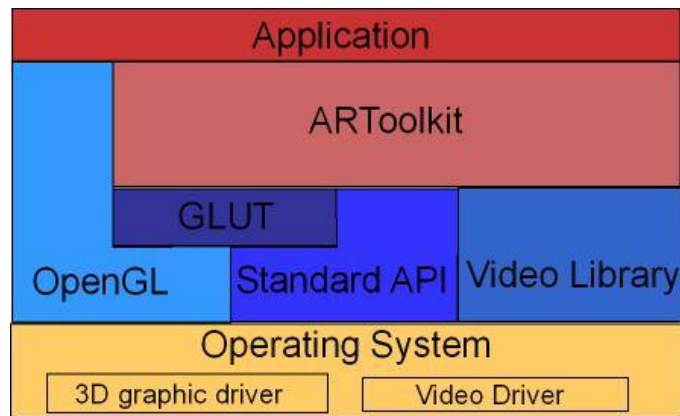 Application
ARToolkit
GLUT
OpenGL
Standard API
Video Library
Operating System
3D graphic driver
Video Driver